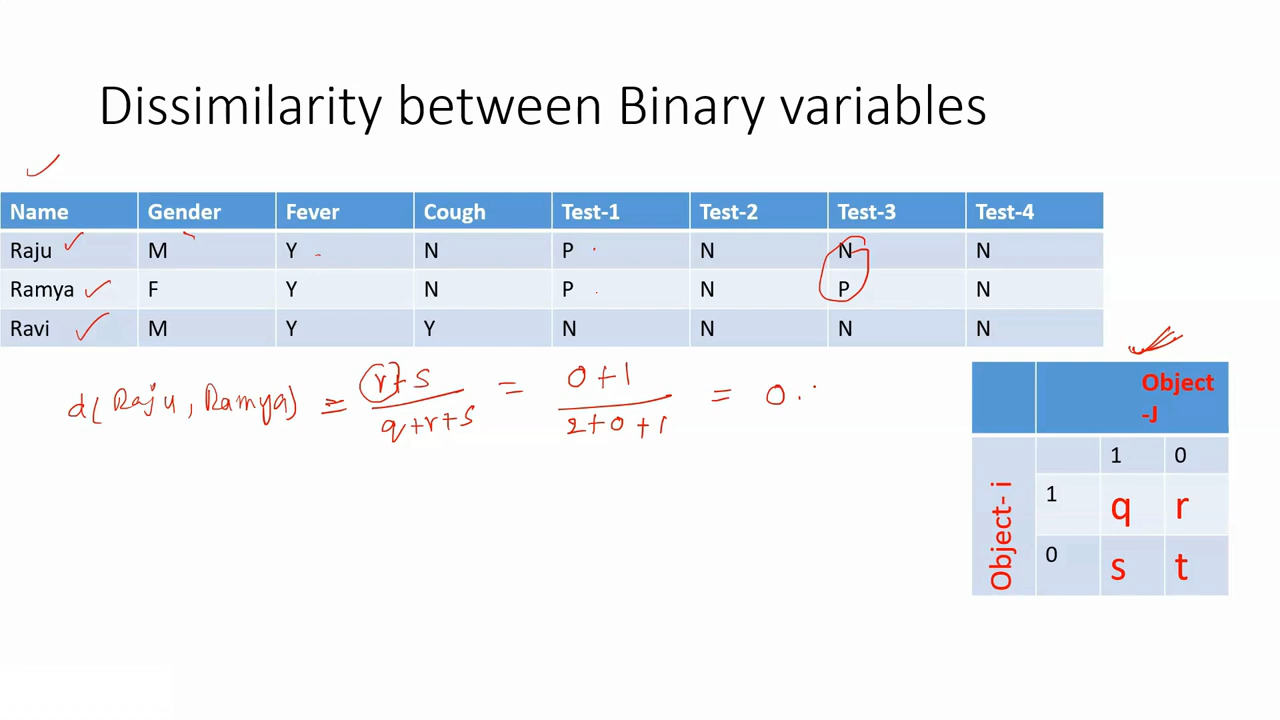 Dissimilarity between Binary variables
Name Gender Fever Cough Test-1 Test-2 Test-3 Test-4
Raju M Y N P N N N
Ramya F Y N P N P N
Ravi M Y Y N N N N
d(Raju, Ramya) = r+s / q+r+s = 0+1 / 2+0+1 = 0.
Object
-J
1 0
Object- i
1 q r
0 s t